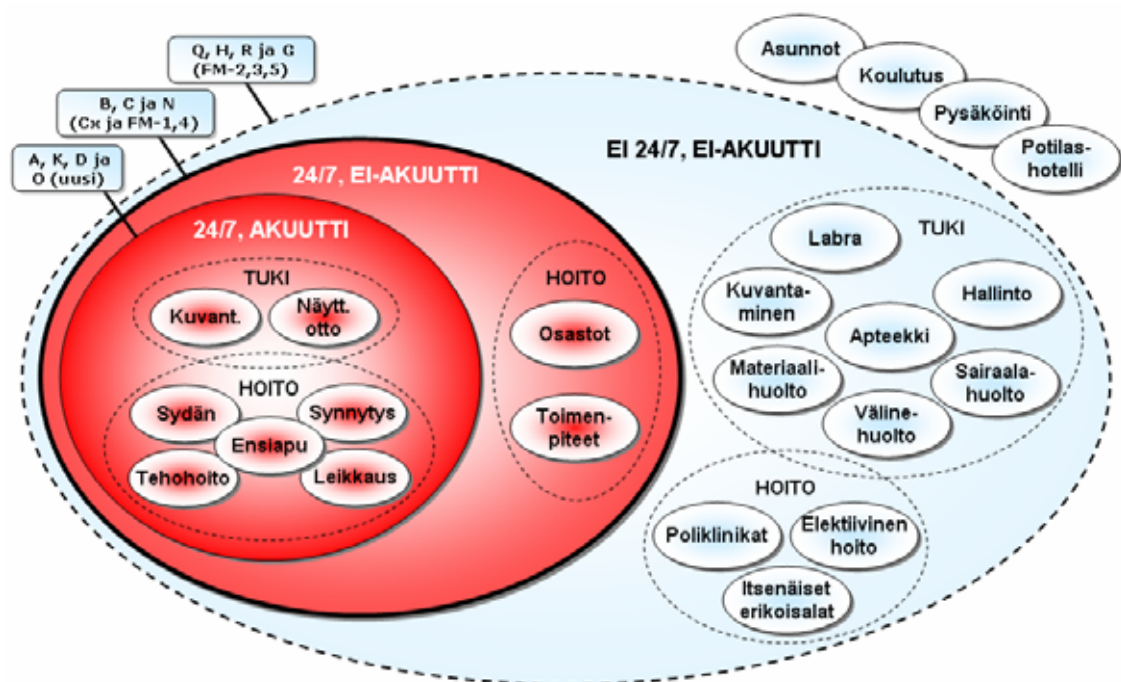 Q, H, R ja G
(FM-2,3,5)
B, C ja N
(Cx ja FM-1,4)
A, K, D ja
O (uusi)
Asunnot
Koulutus
Pysäköinti
Potilas-
hotelli
EI 24/7, EI-AKUUTTI
24/7, EI-AKUUTTI
24/7, AKUUTTI
TUKI
Kuvant.
Näytt.
otto
HOITO
Sydän
Synnytys
Ensiapu
Tehohoito
Leikkaus
HOITO
Osastot
Toimen-
piteet
TUKI
Labra
Kuvanta-
minen
Hallinto
Apteekki
Materiaali-
huolto
Sairaala-
huolto
Väline-
huolto
HOITO
Poliklinikat
Elektiivinen
hoito
Itsenäiset
erikoisalat